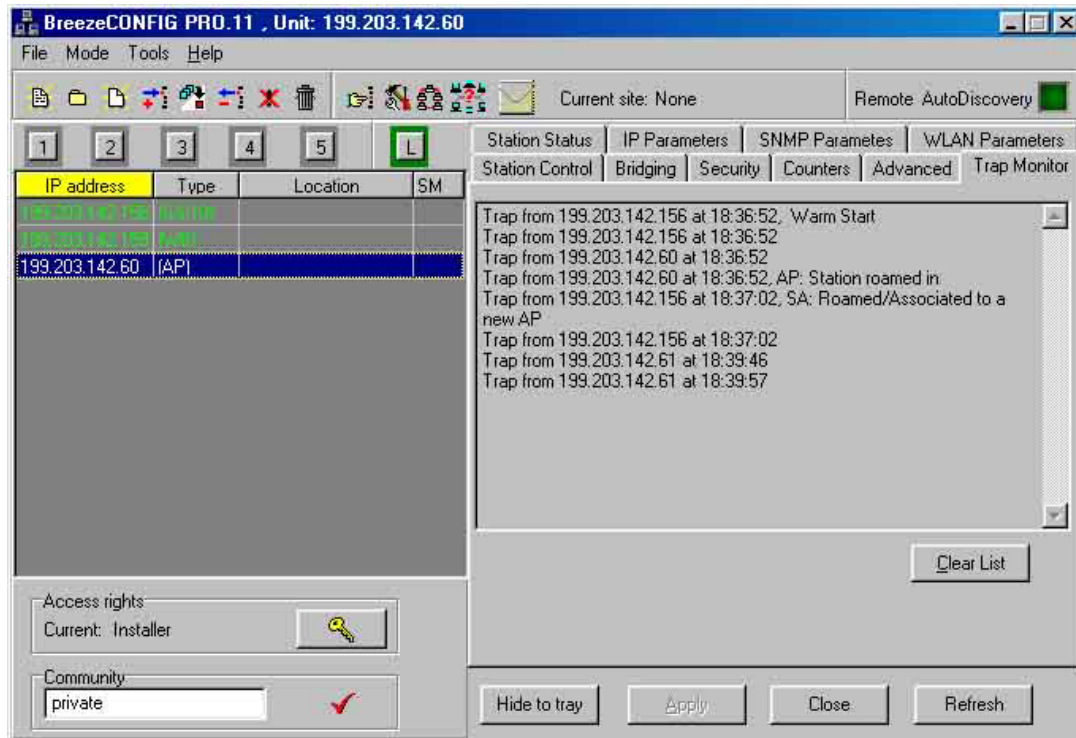 BreezeCONFIG PRO.11 , Unit: 199.203.142.60
File Mode Tools Help
Current site: None
Remote AutoDiscovery
1 2 3 4 5 L
IP address Type Location SM
199.203.142.156
199.203.142.60 (AP)
Access rights
Current: Installer
Community
private
Station Status IP Parameters SNMP Parametes WLAN Parameters
Station Control Bridging Security Counters Advanced Trap Monitor
Trap from 199.203.142.156 at 18:36:52, Warm Start
Trap from 199.203.142.156 at 18:36:52
Trap from 199.203.142.60 at 18:36:52
Trap from 199.203.142.60 at 18:36:52, AP: Station roamed in
Trap from 199.203.142.156 at 18:37:02, SA: Roamed/Associated to a
new AP
Trap from 199.203.142.156 at 18:37:02
Trap from 199.203.142.61 at 18:39:46
Trap from 199.203.142.61 at 18:39:57
Clear List
Hide to tray Apply Close Refresh